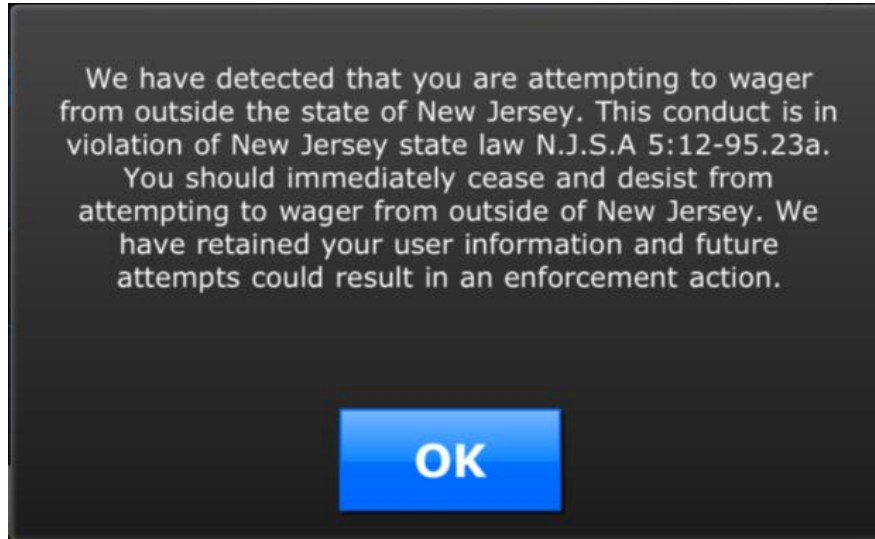 We have detected that you are attempting to wager
from outside the state of New Jersey. This conduct is in
violation of New Jersey state law N.J.S.A 5:12-95.23a.
You should immediately cease and desist from
attempting to wager from outside of New Jersey. We
have retained your user information and future
attempts could result in an enforcement action.
OK